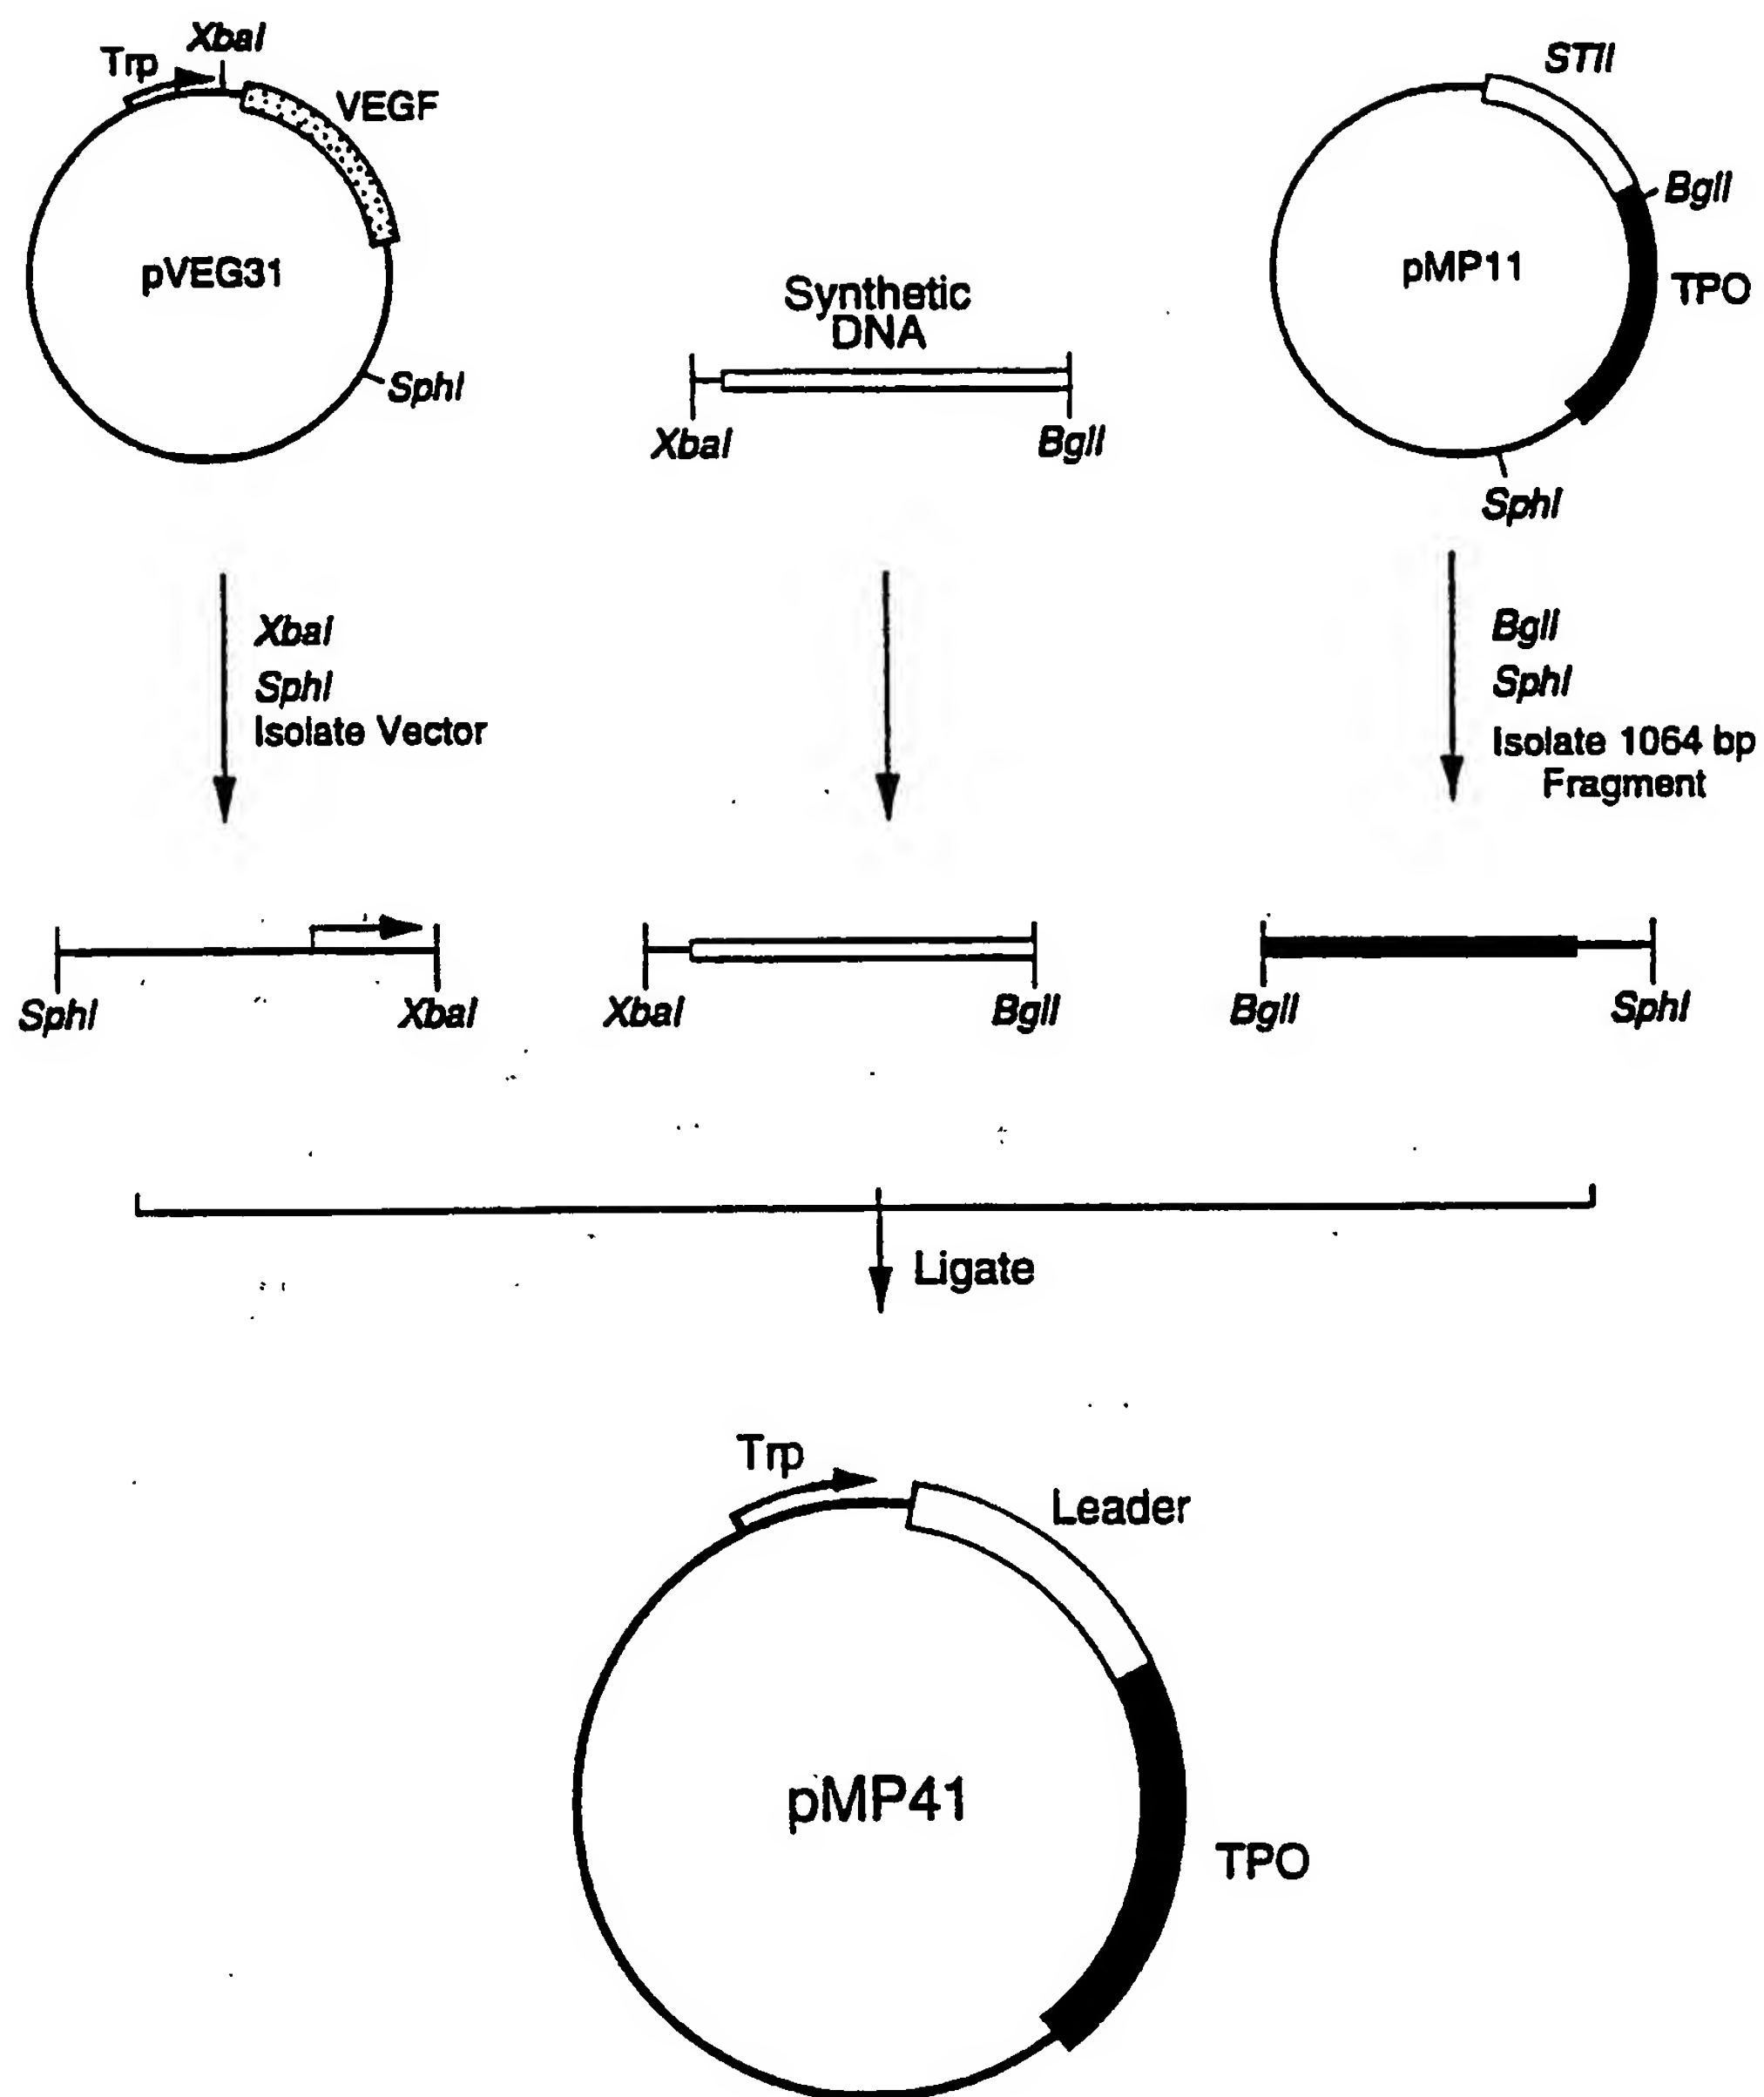 XbaI
Trp
VEGF
pVEG31
SphI
Synthetic
DNA
XbaI
BglI
STII
BglI
pMP11
TPO
SphI
XbaI
SphI
Isolate Vector
BglI
SphI
Isolate 1064 bp
Fragment
SphI
XbaI
XbaI
BglI
BglI
SphI
Ligate
Trp
Leader
pMP41
TPO